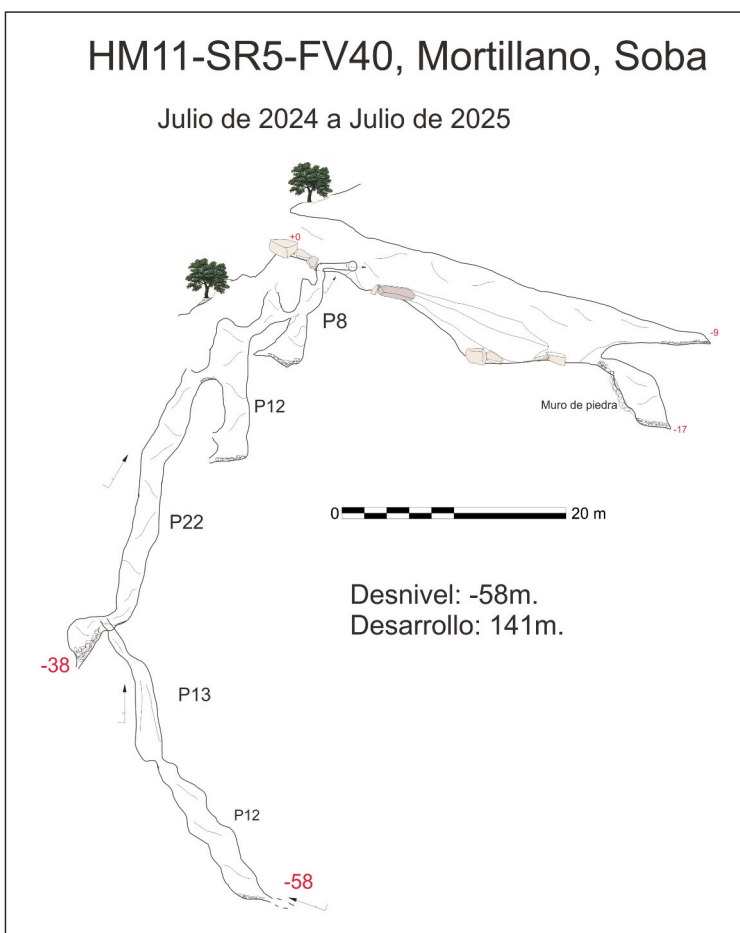 HM11-SR5-FV40, Mortillano, Soba
Julio de 2024 a Julio de 2025
+0
P8
-9
P12
Muro de piedra
-17
P22
0
20 m
Desnivel: -58m.
Desarrollo: 141m.
-38
P13
P12
-58